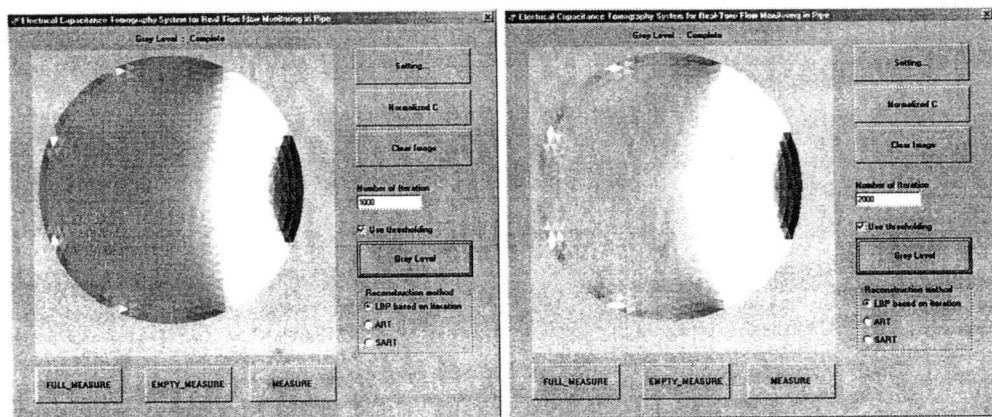 Electrical Capacitance Tomography System for Real-Time Flow Monitoring in Pipe
Grey Level : Complete
Setting...
Normalized C
Clear Image
Number of Iteration
1000
Use thresholding
Grey Level
Reconstruction method
LBP based on iteration
ART
SART
FULL_MEASURE
EMPTY_MEASURE
MEASURE
Electrical Capacitance Tomography System for Real-Time Flow Monitoring in Pipe
Grey Level : Complete
Setting...
Normalized C
Clear Image
Number of Iteration
2000
Use thresholding
Grey Level
Reconstruction method
LBP based on iteration
ART
SART
FULL_MEASURE
EMPTY_MEASURE
MEASURE